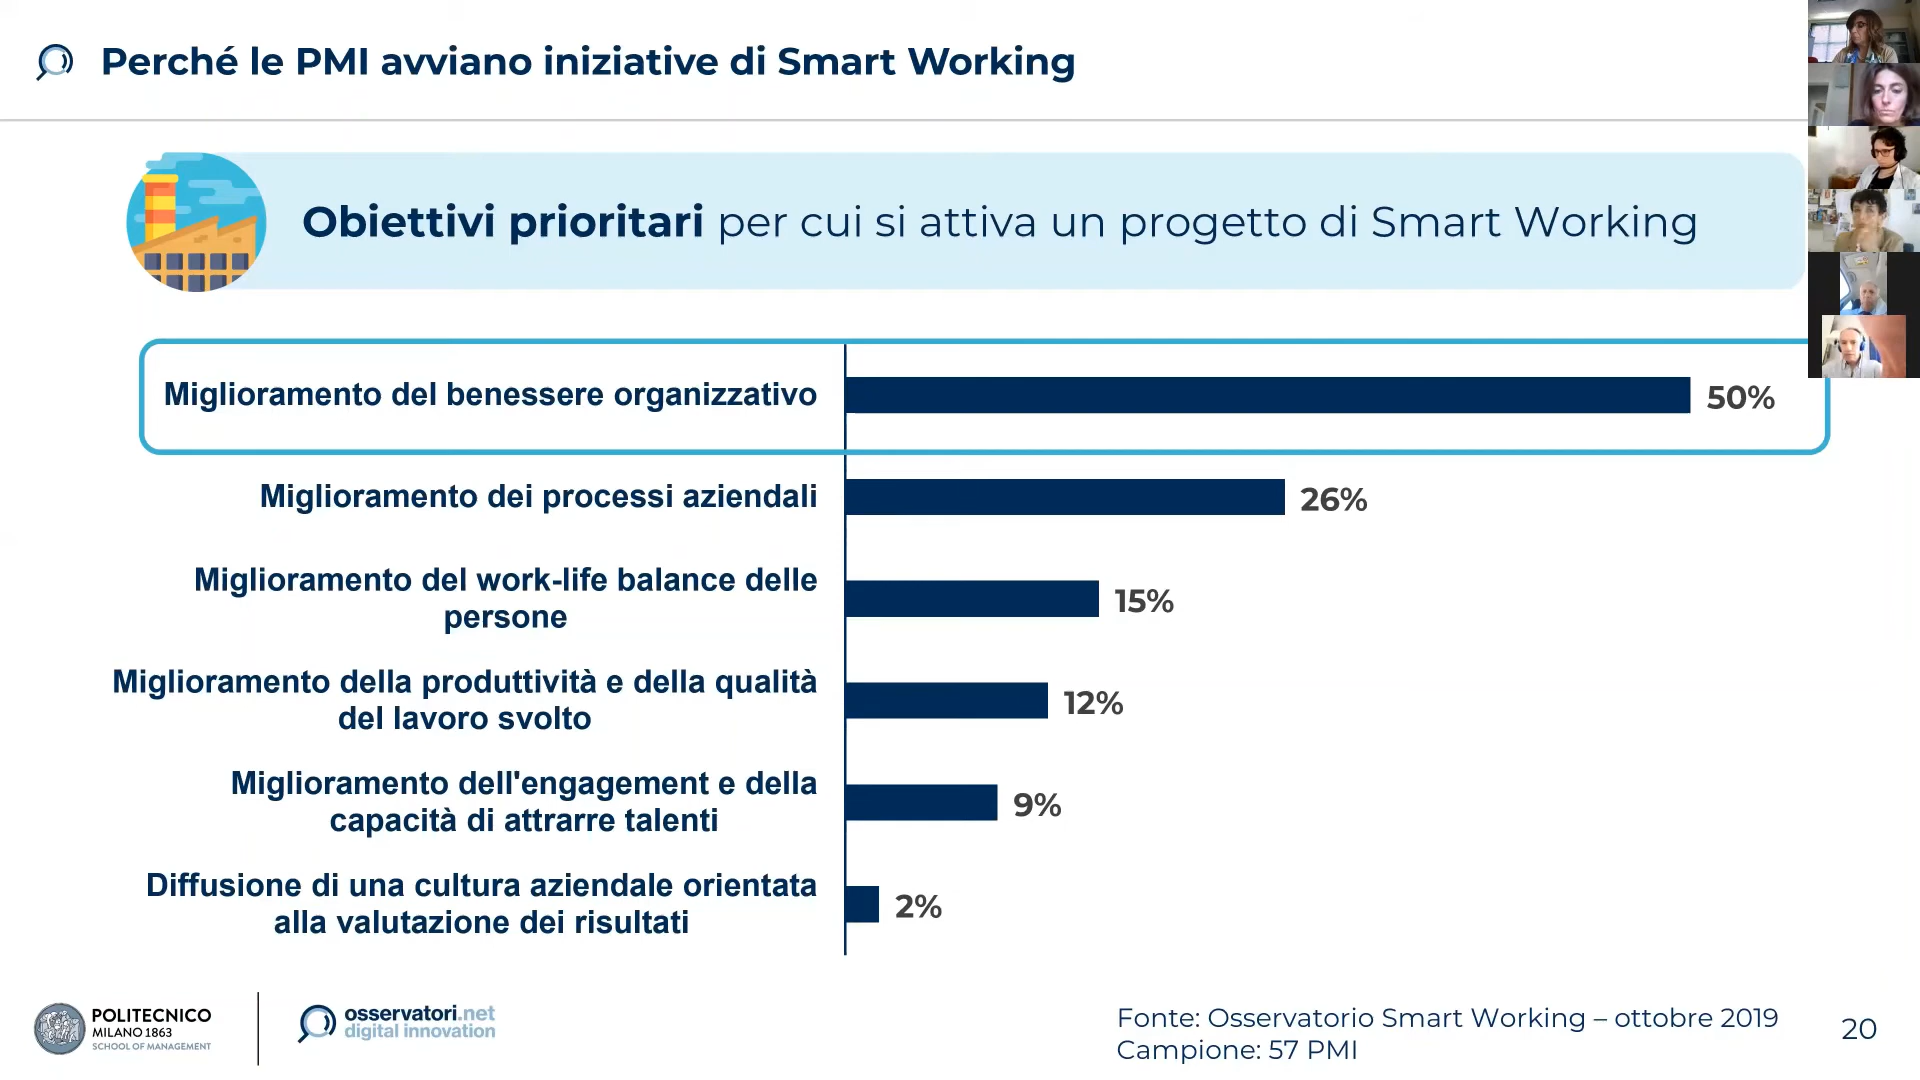 Perché le PMI avviano iniziative di Smart Working
Obiettivi prioritari per cui si attiva un progetto di Smart Working
Miglioramento del benessere organizzativo
50%
Miglioramento dei processi aziendali
26%
Miglioramento del work-life balance delle
persone
15%
Miglioramento della produttività e della qualità
del lavoro svolto
12%
Miglioramento dell'engagement e della
capacità di attrarre talenti
9%
Diffusione di una cultura aziendale orientata
alla valutazione dei risultati
2%
POLITECNICO
MILANO 1863
SCHOOL OF MANAGEMENT
osservatori.net
digital innovation
Fonte: Osservatorio Smart Working – ottobre 2019
Campione: 57 PMI
20